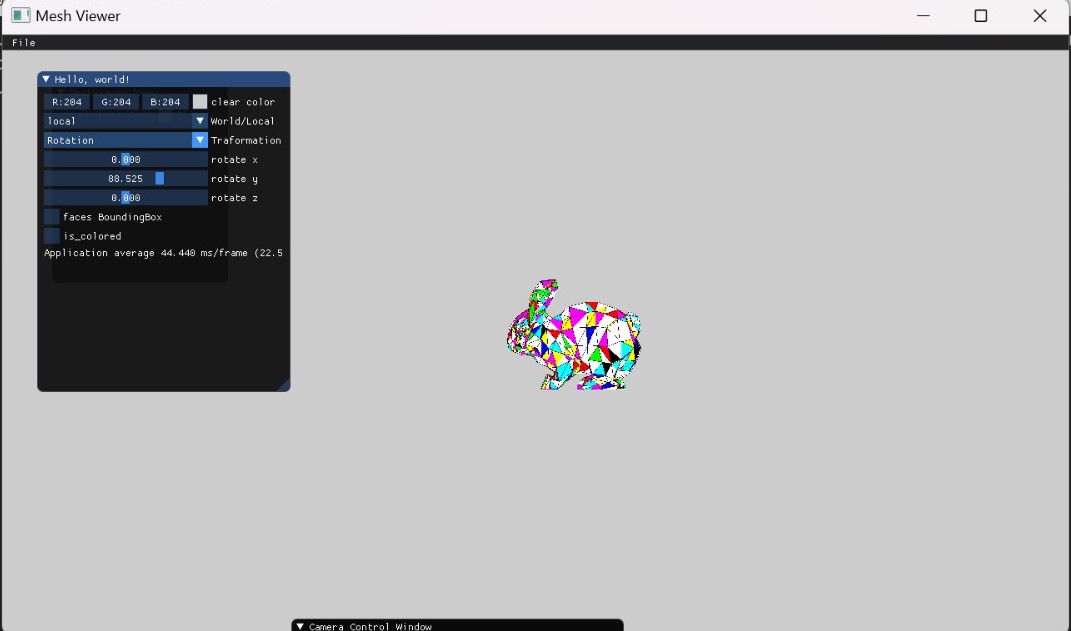 Mesh Viewer
File
Hello, world!
R:204 G:204 B:204 clear color
local World/Local
Rotation Traformation
0.000 rotate x
88.525 rotate y
0.000 rotate z
faces BoundingBox
is_colored
Application average 44.440 ms/frame (22.5
Camera Control Window